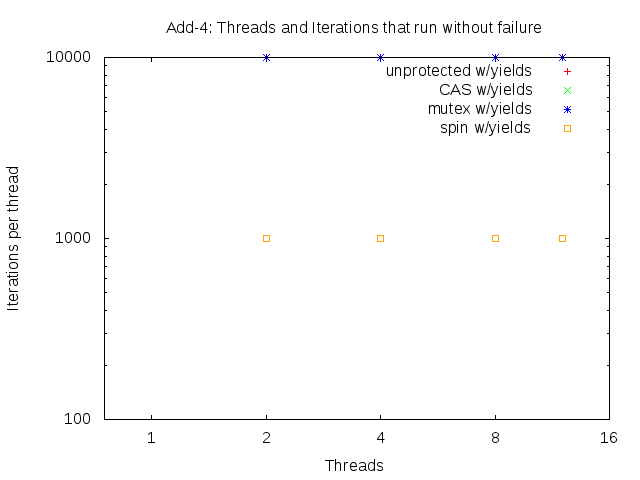 Add-4: Threads and Iterations that run without failure
10000
1000
100
Iterations per thread
unprotected w/yields
CAS w/yields
mutex w/yields
spin w/yields
1 2 4 8 16
Threads